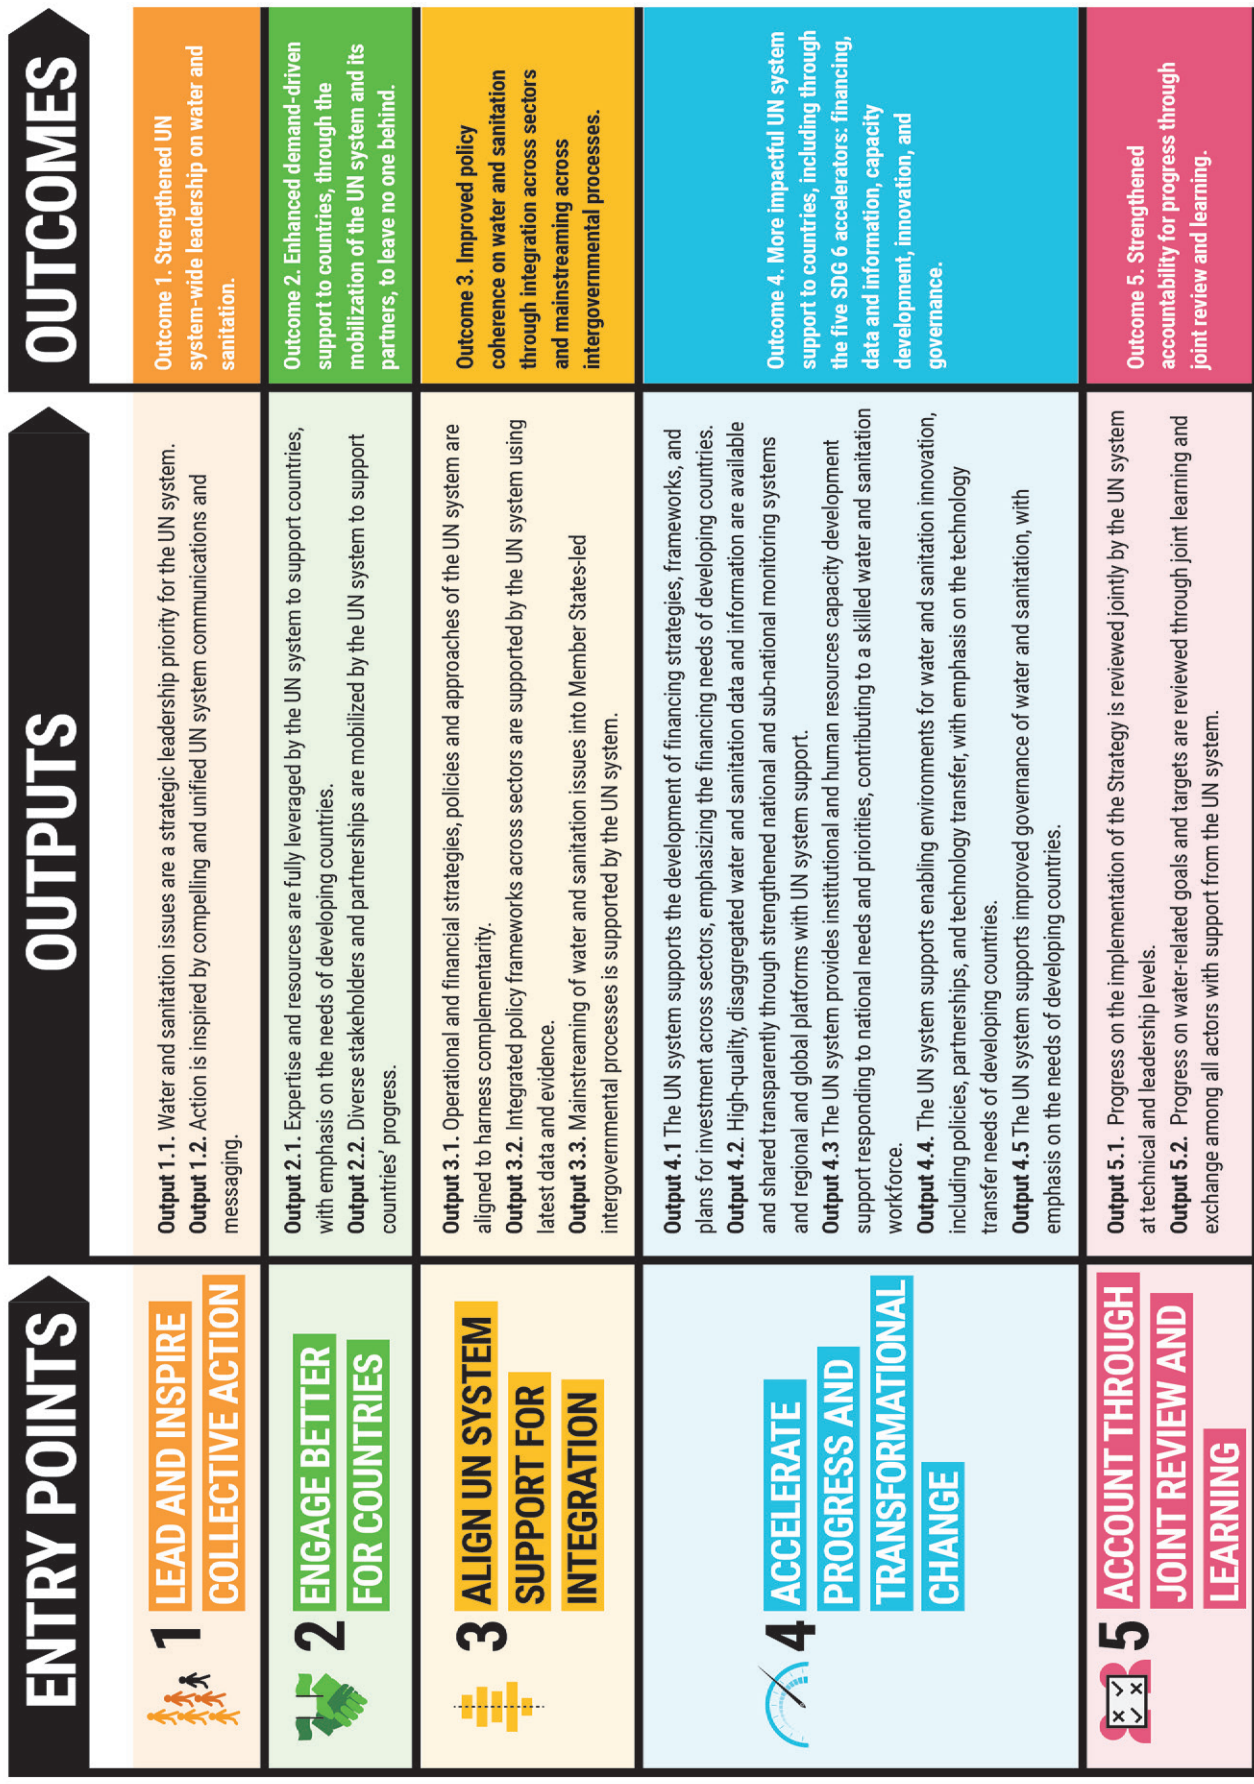 ENTRY POINTS
OUTPUTS
OUTCOMES
1 LEAD AND INSPIRE
COLLECTIVE ACTION
Output 1.1. Water and sanitation issues are a strategic leadership priority for the UN system.
Output 1.2. Action is inspired by compelling and unified UN system communications and
messaging.
Outcome 1. Strengthened UN
system-wide leadership on water and
sanitation.
2 ENGAGE BETTER
FOR COUNTRIES
Output 2.1. Expertise and resources are fully leveraged by the UN system to support countries,
with emphasis on the needs of developing countries.
Output 2.2. Diverse stakeholders and partnerships are mobilized by the UN system to support
countries' progress.
Outcome 2. Enhanced demand-driven
support to countries, through the
mobilization of the UN system and its
partners, to leave no one behind.
3 ALIGN UN SYSTEM
SUPPORT FOR
INTEGRATION
Output 3.1. Operational and financial strategies, policies and approaches of the UN system are
aligned to harness complementarity.
Output 3.2. Integrated policy frameworks across sectors are supported by the UN system using
latest data and evidence.
Output 3.3. Mainstreaming of water and sanitation issues into Member States-led
intergovernmental processes is supported by the UN system.
Outcome 3. Improved policy
coherence on water and sanitation
through integration across sectors
and mainstreaming across
intergovernmental processes.
4 ACCELERATE
PROGRESS AND
TRANSFORMATIONAL
CHANGE
Output 4.1 The UN system supports the development of financing strategies, frameworks, and
plans for investment across sectors, emphasizing the financing needs of developing countries.
Output 4.2. High-quality, disaggregated water and sanitation data and information are available
and shared transparently through strengthened national and sub-national monitoring systems
and regional and global platforms with UN system support.
Output 4.3 The UN system provides institutional and human resources capacity development
support responding to national needs and priorities, contributing to a skilled water and sanitation
workforce.
Output 4.4. The UN system supports enabling environments for water and sanitation innovation,
including policies, partnerships, and technology transfer, with emphasis on the technology
transfer needs of developing countries.
Output 4.5 The UN system supports improved governance of water and sanitation, with
emphasis on the needs of developing countries.
Outcome 4. More impactful UN system
support to countries, including through
the five SDG 6 accelerators: financing,
data and information, capacity
development, innovation, and
governance.
5 ACCOUNT THROUGH
JOINT REVIEW AND
LEARNING
Output 5.1. Progress on the implementation of the Strategy is reviewed jointly by the UN system
at technical and leadership levels.
Output 5.2. Progress on water-related goals and targets are reviewed through joint learning and
exchange among all actors with support from the UN system.
Outcome 5. Strengthened
accountability for progress through
joint review and learning.